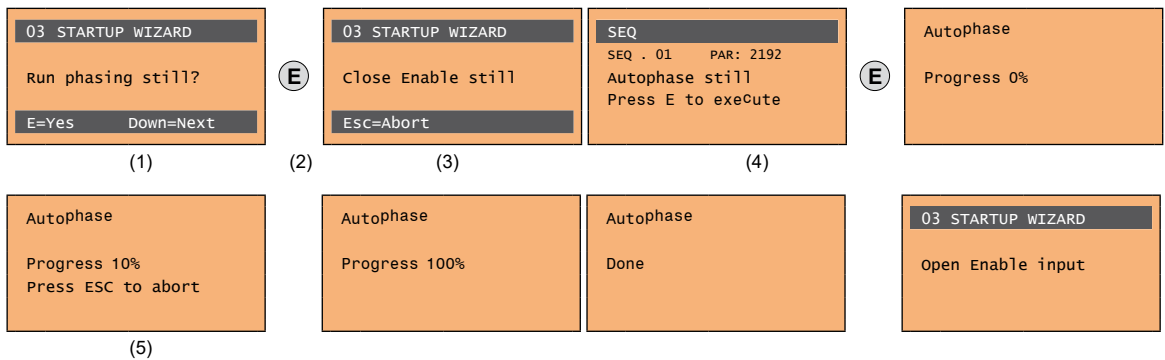 03 STARTUP WIZARD
Run phasing still?
E=Yes Down=Next
(1)
E
(2)
03 STARTUP WIZARD
Close Enable still
Esc=Abort
(3)
SEQ
SEQ . 01 PAR: 2192
Autophase still
Press E to execute
(4)
E
Autophase
Progress 0%
Autophase
Progress 10%
Press ESC to abort
(5)
Autophase
Progress 100%
Autophase
Done
03 STARTUP WIZARD
Open Enable input